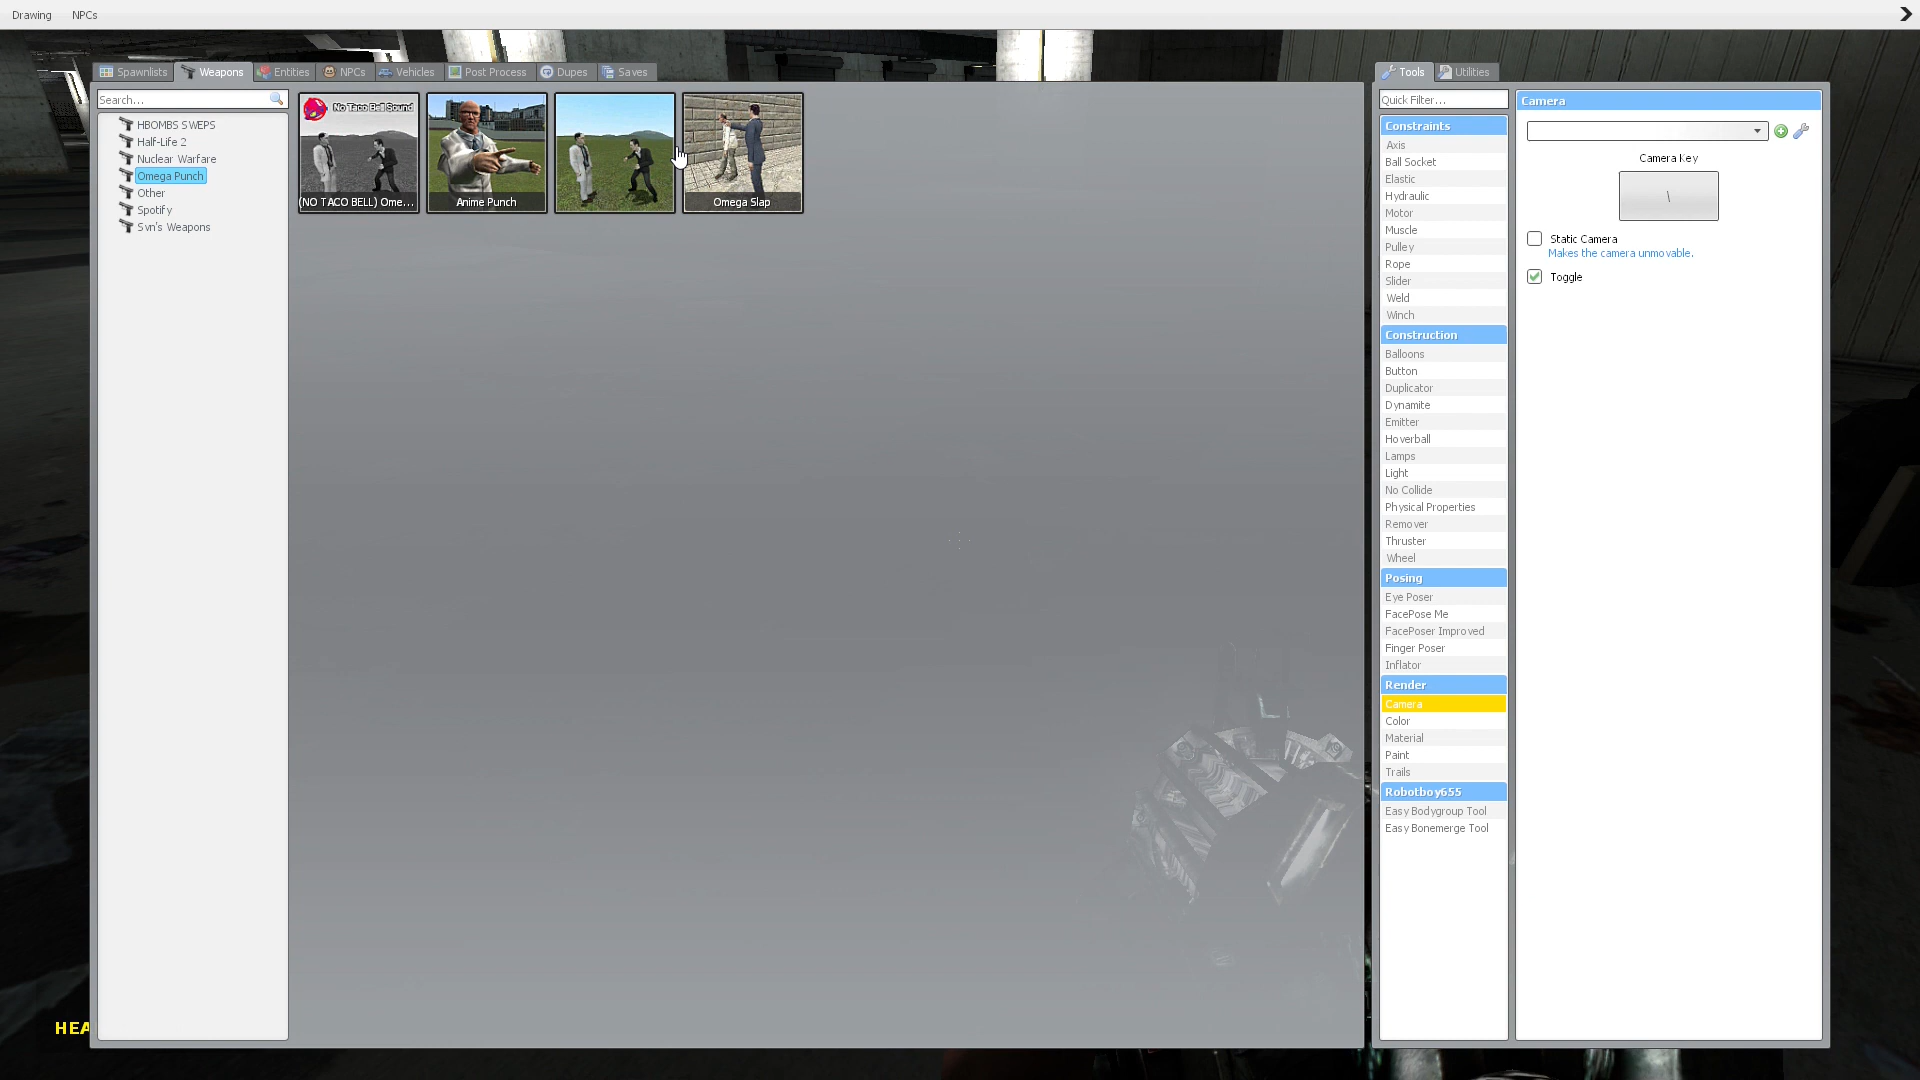 Drawing NPCs
Spawnlists Weapons Entities NPCs Vehicles Post Process Dupes Saves
Search...
HBOMBS SWEPS
Half-Life 2
Nuclear Warfare
Omega Punch
Other
Spotify
Svn's Weapons
No Taco Bell Sound
(NO TACO BELL) Ome...
Anime Punch
Omega Slap
HEA
Tools Utilities
Quick Filter...
Constraints
Axis
Ball Socket
Elastic
Hydraulic
Motor
Muscle
Pulley
Rope
Slider
Weld
Winch
Construction
Balloons
Button
Duplicator
Dynamite
Emitter
Hoverball
Lamps
Light
No Collide
Physical Properties
Remover
Thruster
Wheel
Posing
Eye Poser
FacePose Me
FacePoser Improved
Finger Poser
Inflator
Render
Camera
Color
Material
Paint
Trails
Robotboy655
Easy Bodygroup Tool
Easy Bonemerge Tool
Camera
Camera Key
\
Static Camera
Makes the camera unmovable.
Toggle